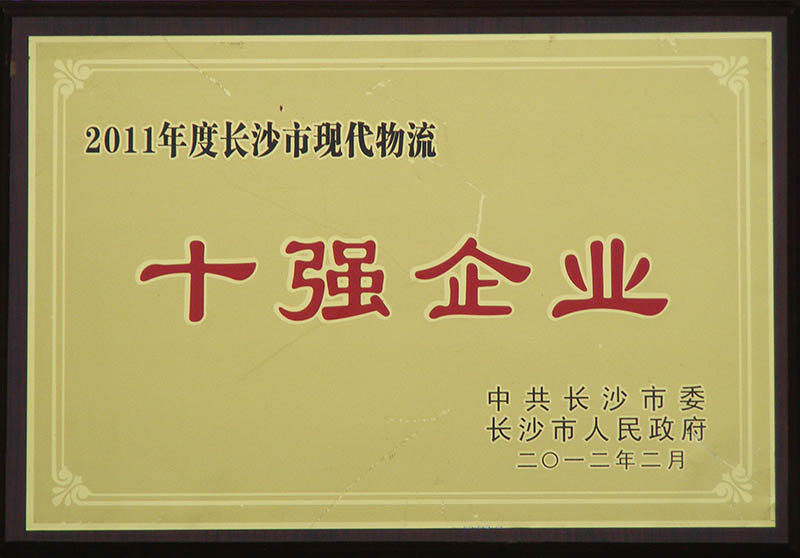 2011年度长沙市现代物流
十强企业
中共长沙市委
长沙市人民政府
二〇一二年二月